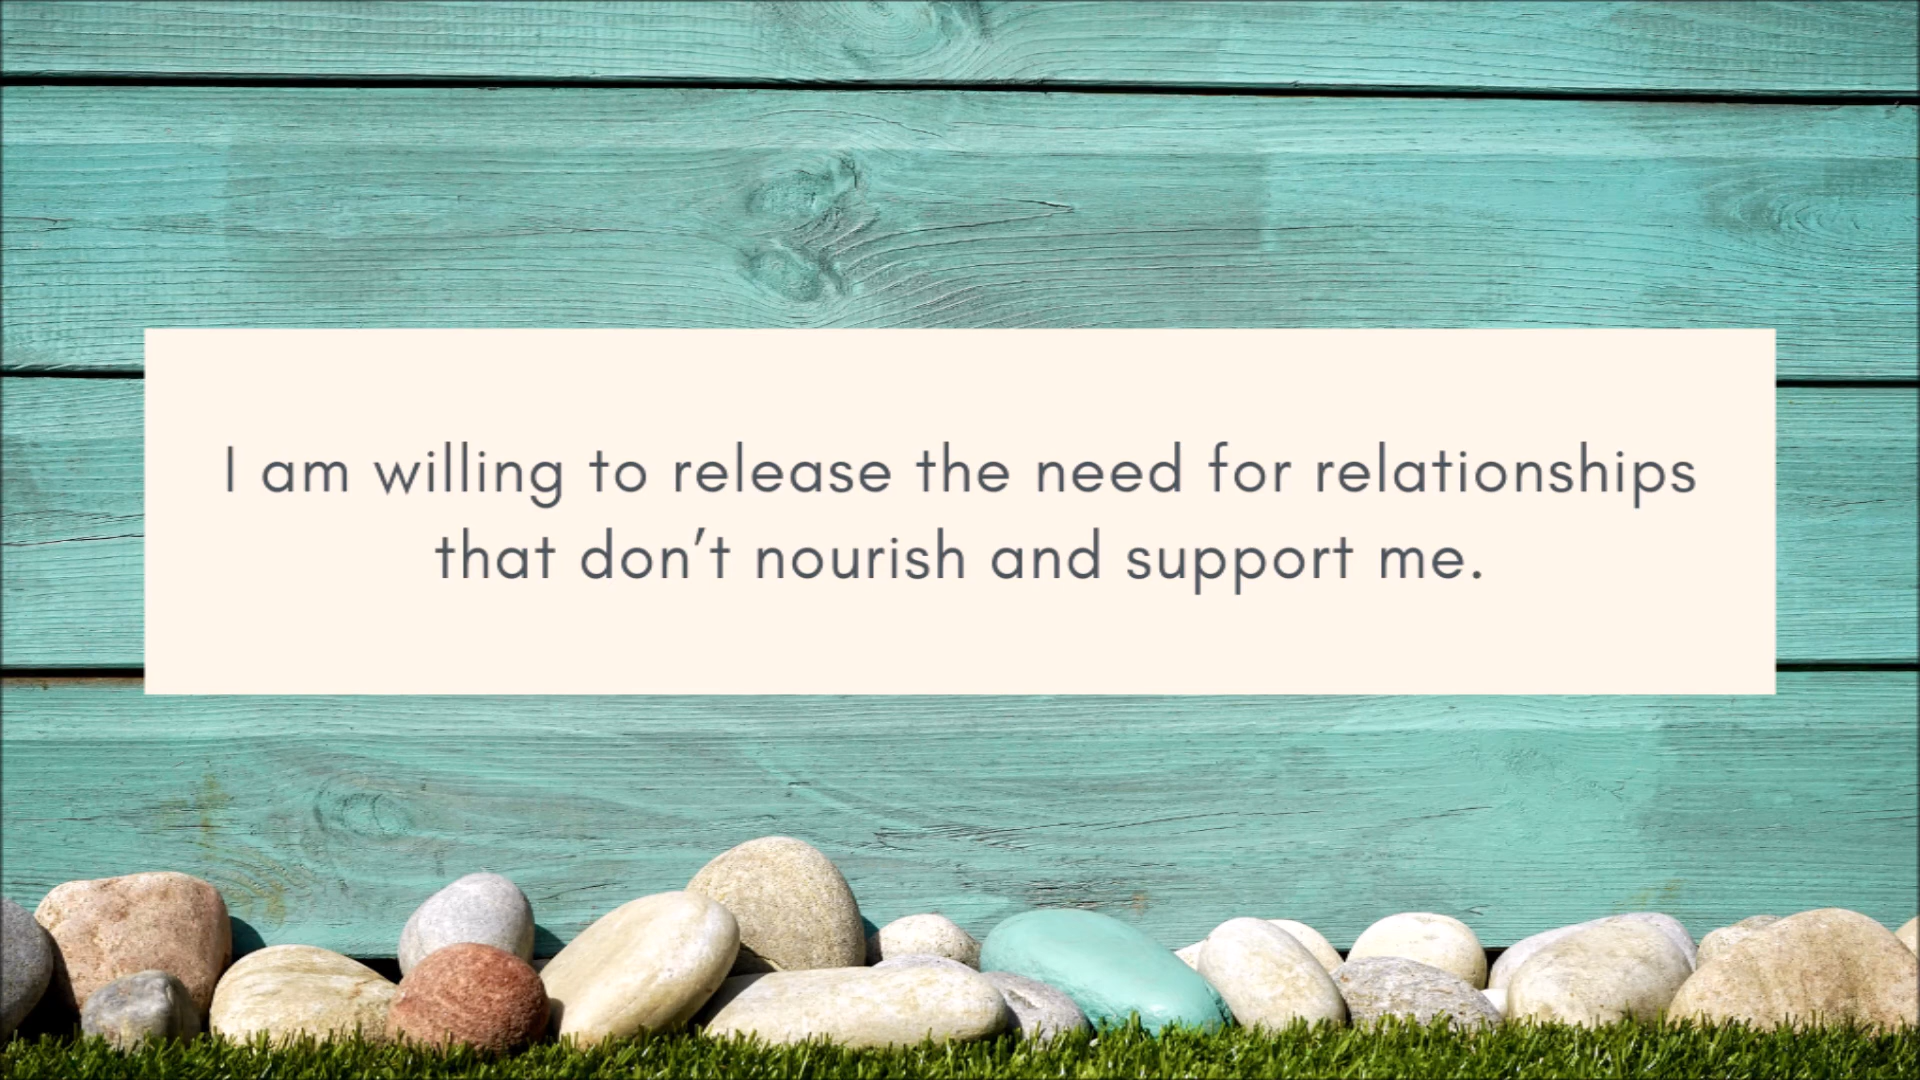 I am willing to release the need for relationships
that don’t nourish and support me.